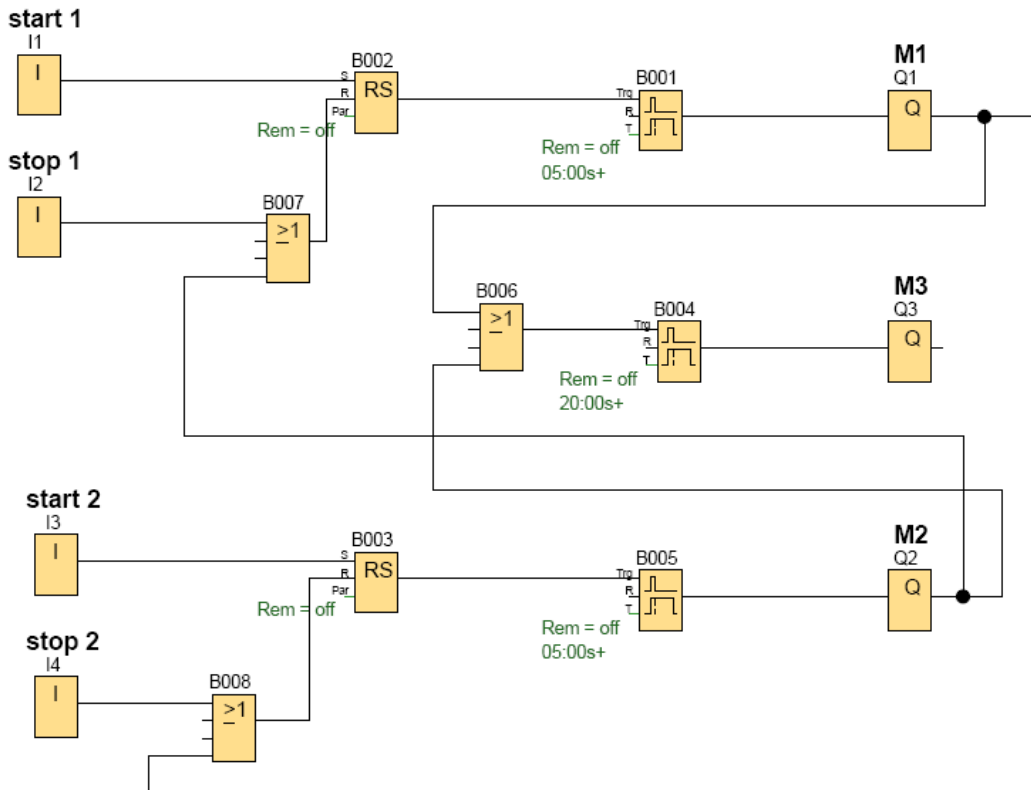 start 1
I1
I
B002
S
R
Par
RS
Rem = off
B001
Trg
R
T
Rem = off
05:00s+
M1
Q1
Q
stop 1
I2
I
B007
>1
B006
>1
B004
Trg
R
T
Rem = off
20:00s+
M3
Q3
Q
start 2
I3
I
B003
S
R
Par
RS
Rem = off
B005
Trg
R
T
Rem = off
05:00s+
M2
Q2
Q
stop 2
I4
I
B008
>1